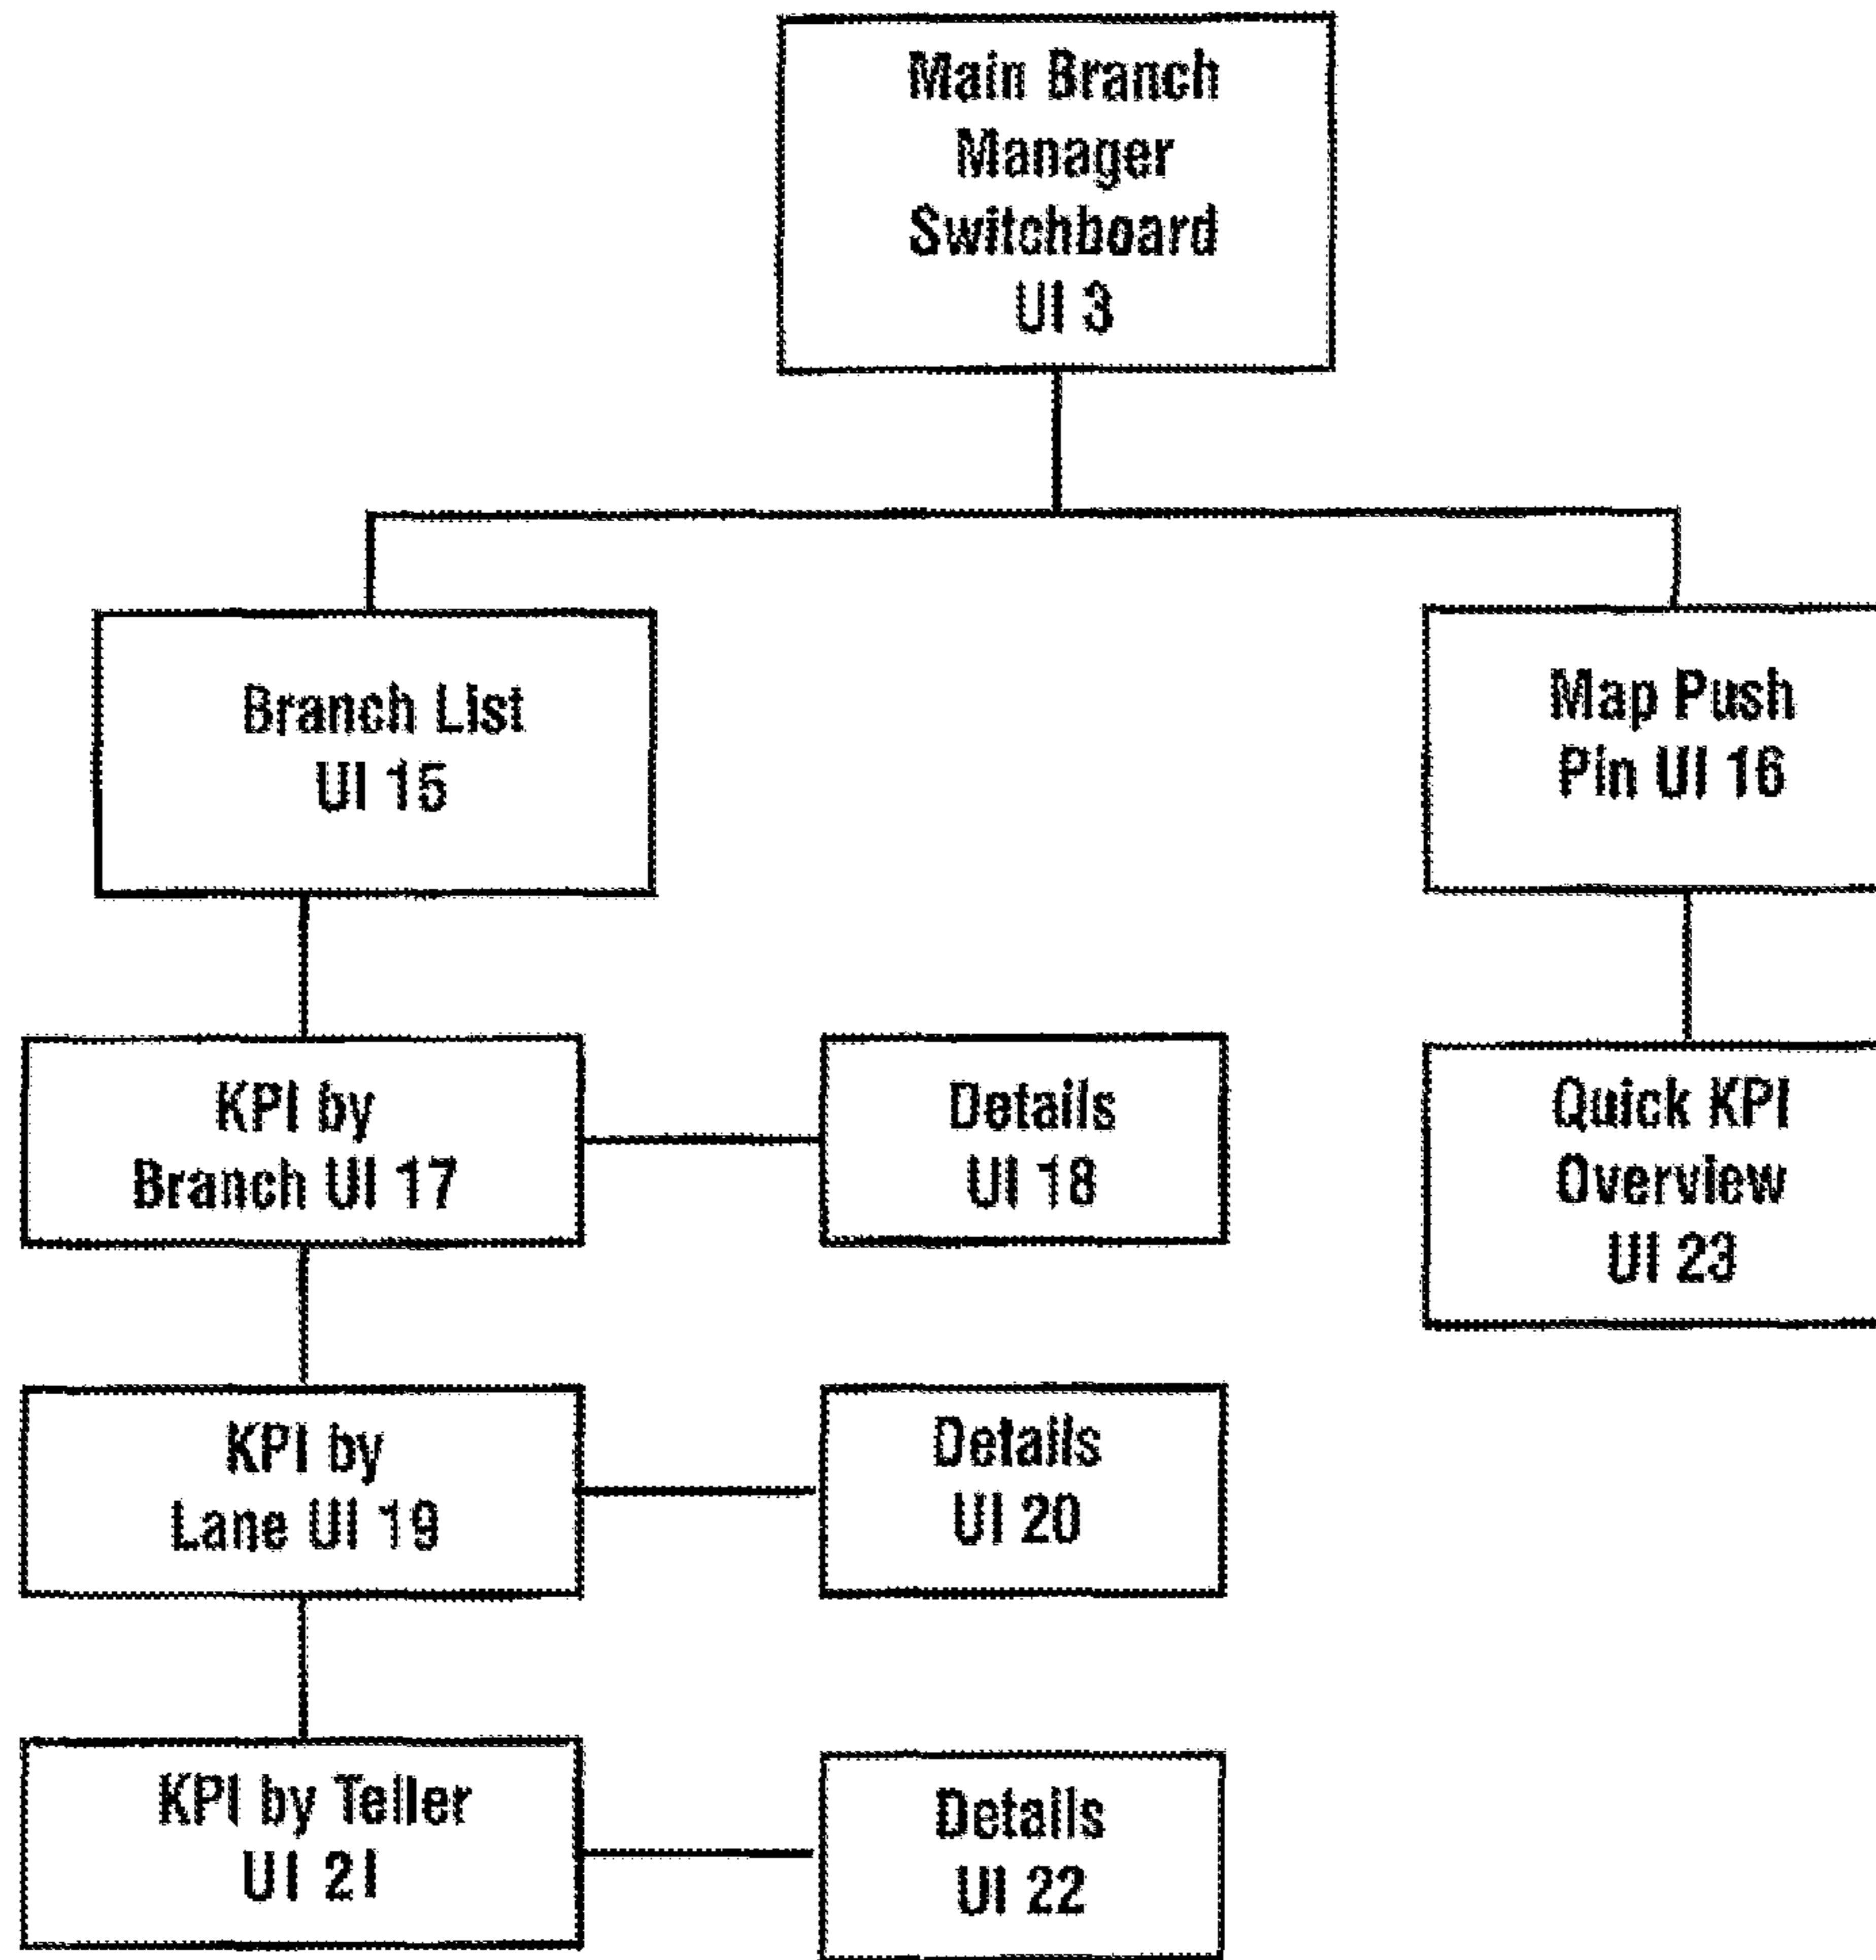 Main Branch
Manager
Switchboard
UI 3
Branch List
UI 15
Map Push
Pin UI 16
KPI by
Branch UI 17
Details
UI 18
Quick KPI
Overview
UI 23
KPI by
Lane UI 19
Details
UI 20
KPI by Teller
UI 21
Details
UI 22